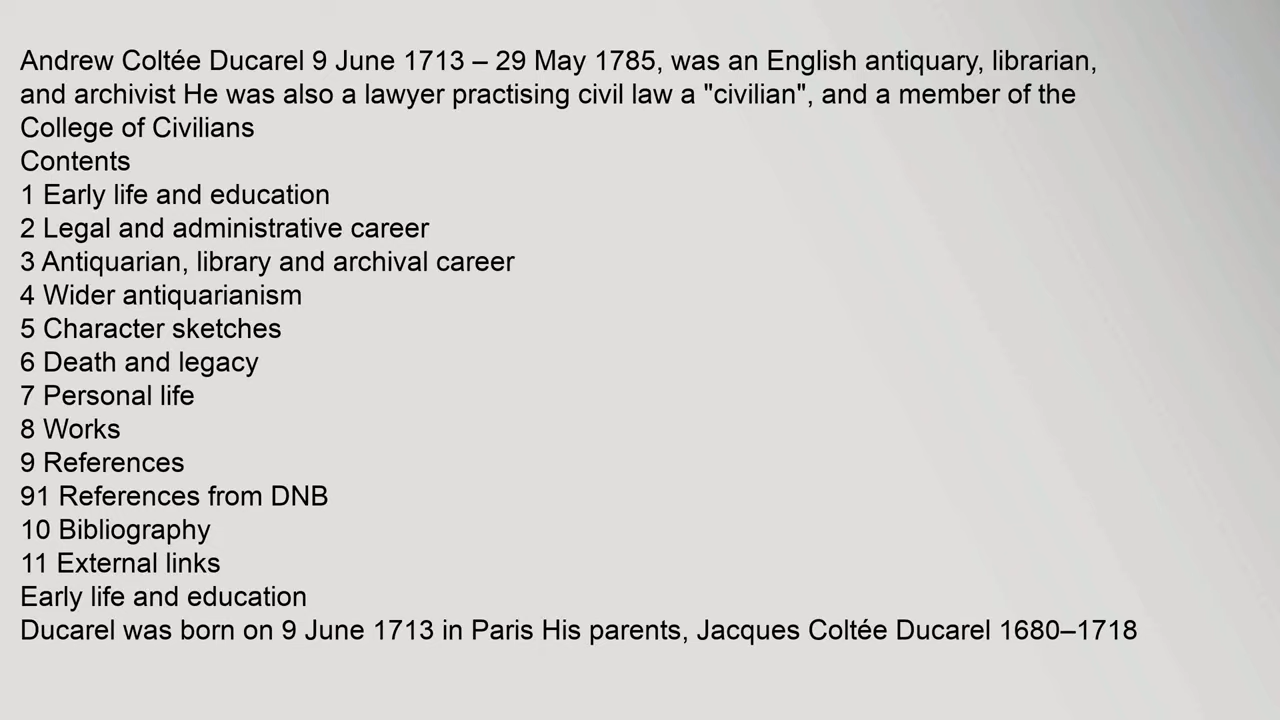 Andrew Coltée Ducarel 9 June 1713 – 29 May 1785, was an English antiquary, librarian,
and archivist He was also a lawyer practising civil law a "civilian", and a member of the
College of Civilians
Contents
1 Early life and education
2 Legal and administrative career
3 Antiquarian, library and archival career
4 Wider antiquarianism
5 Character sketches
6 Death and legacy
7 Personal life
8 Works
9 References
91 References from DNB
10 Bibliography
11 External links
Early life and education
Ducarel was born on 9 June 1713 in Paris His parents, Jacques Coltée Ducarel 1680–1718